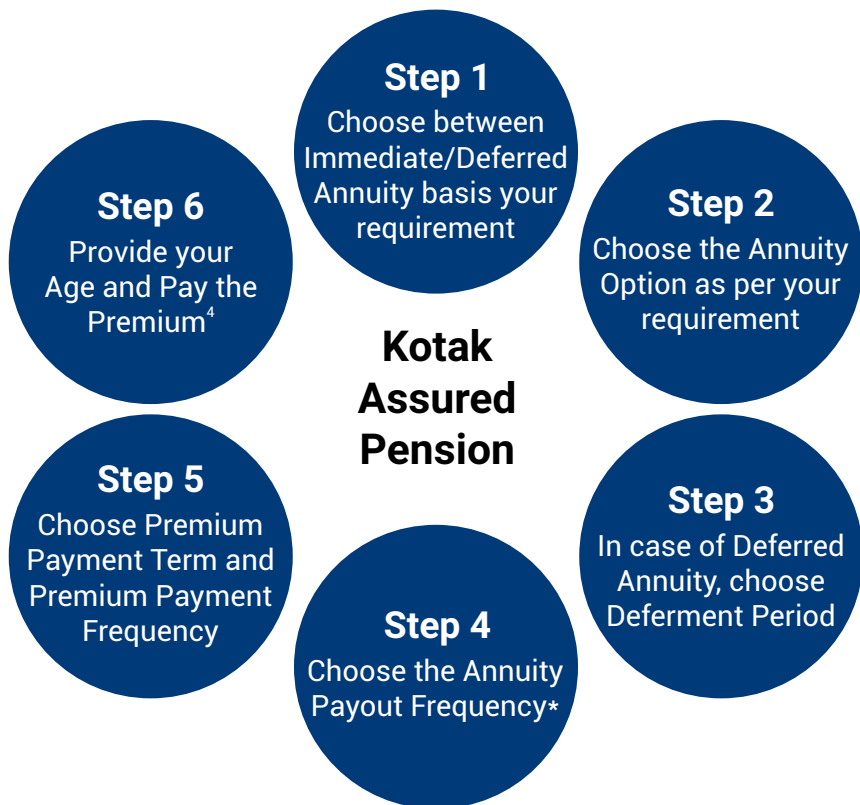 Step 1
Choose between
Immediate/Deferred
Annuity basis your
requirement
Step 2
Choose the Annuity
Option as per your
requirement
Step 3
In case of Deferred
Annuity, choose
Deferment Period
Step 4
Choose the Annuity
Payout Frequency*
Step 5
Choose Premium
Payment Term and
Premium Payment
Frequency
Step 6
Provide your
Age and Pay the
Premium⁴
Kotak
Assured
Pension